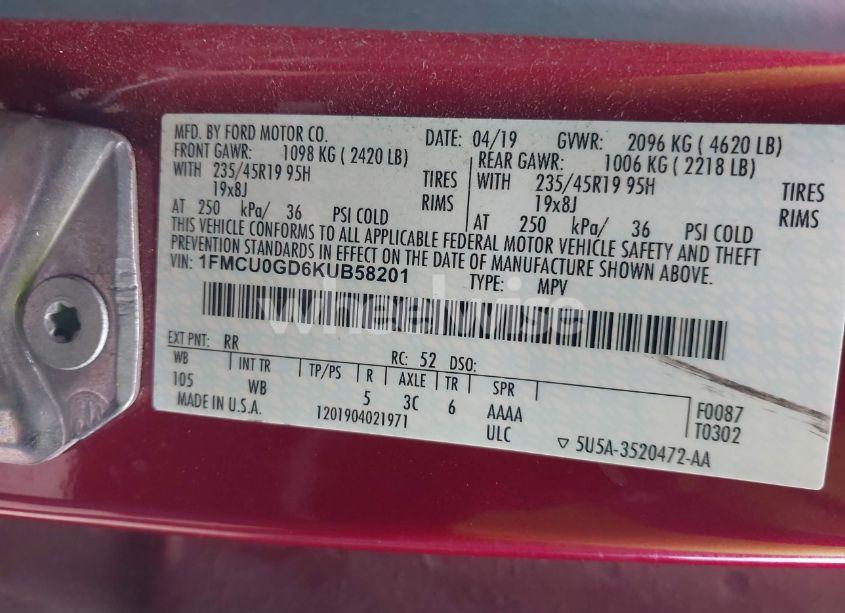 MFD. BY FORD MOTOR CO. DATE: 04/19 GVWR: 2096 KG ( 4620 LB)
FRONT GAWR: 1098 KG ( 2420 LB) REAR GAWR: 1006 KG ( 2218 LB)
WITH 235/45R19 95H TIRES WITH 235/45R19 95H TIRES
19x8J RIMS 19x8J RIMS
AT 250 kPa/ 36 PSI COLD AT 250 kPa/ 36 PSI COLD
THIS VEHICLE CONFORMS TO ALL APPLICABLE FEDERAL MOTOR VEHICLE SAFETY AND THEFT
PREVENTION STANDARDS IN EFFECT ON THE DATE OF MANUFACTURE SHOWN ABOVE.
VIN: 1FMCU0GD6KUB58201 TYPE: MPV
wheelwise
EXT PNT: RR RC: 52 DSO:
WB INT TR TP/PS R AXLE TR SPR
105 WB 5 3C 6 AAAA F0087
MADE IN U.S.A. 1201904021971 ULC T0302
▽ 5U5A-3520472-AA